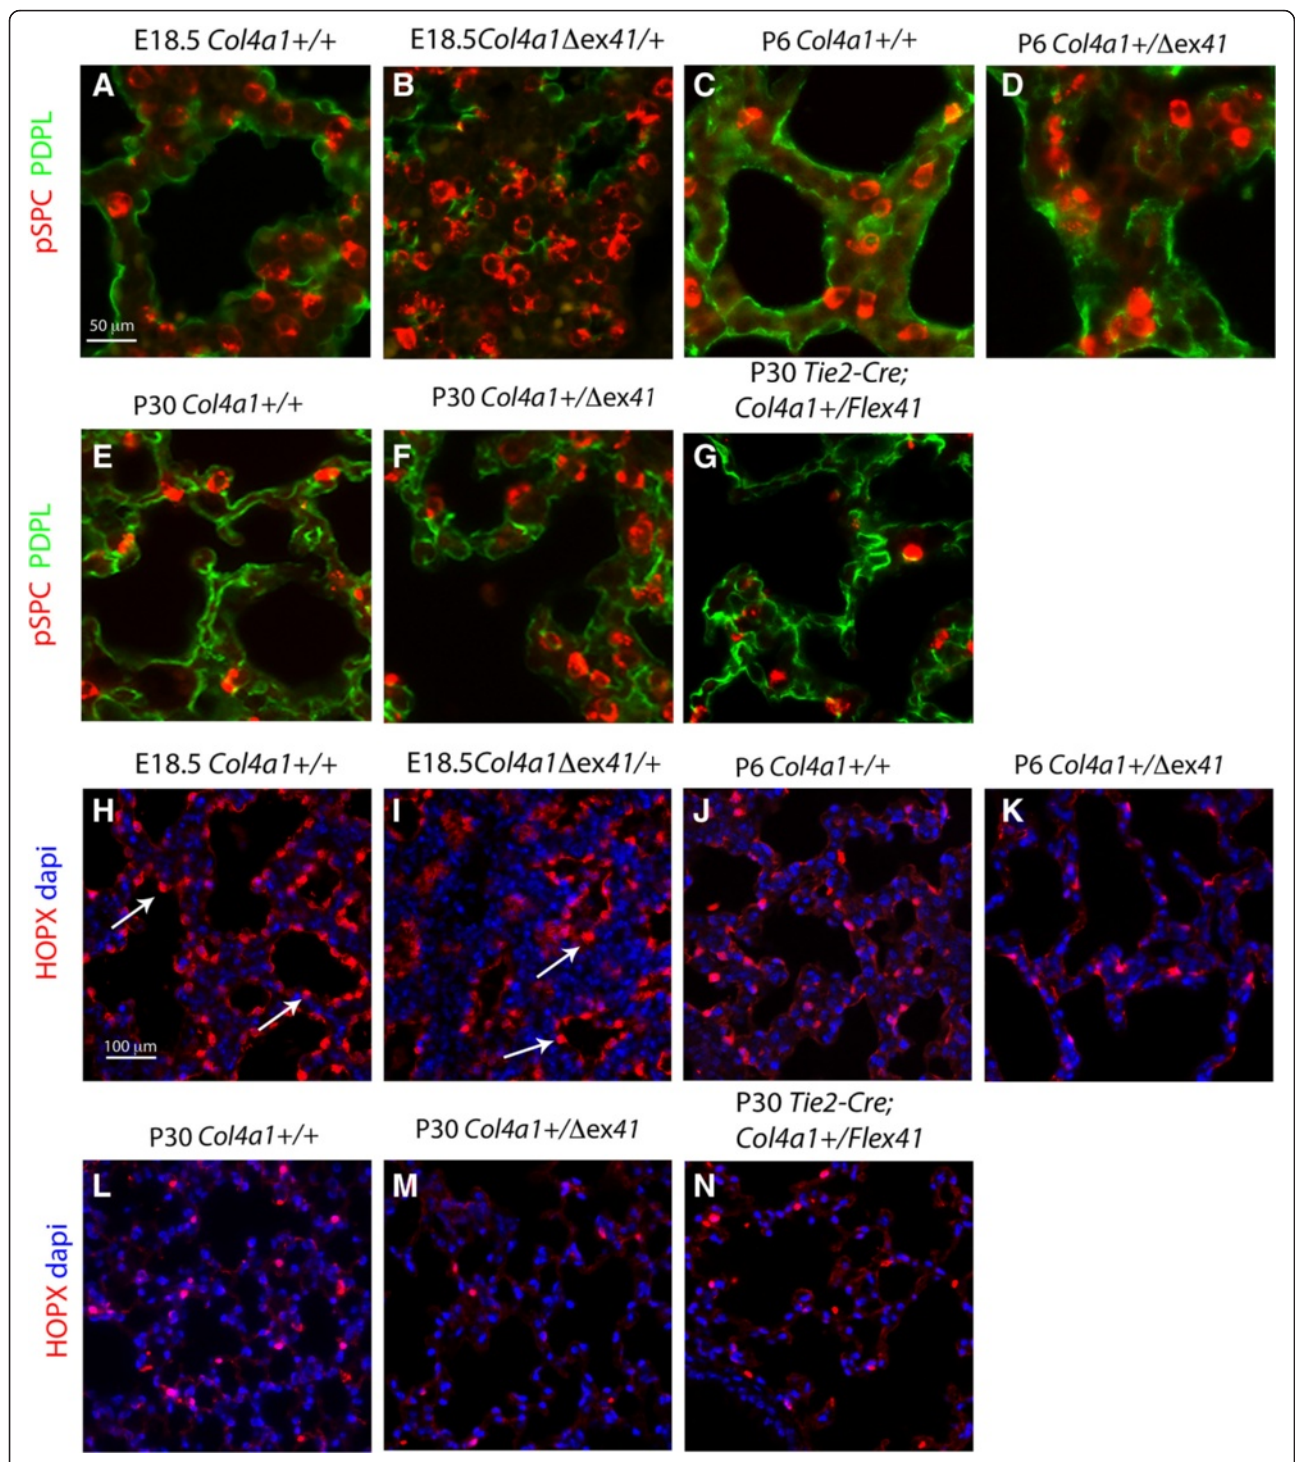 E18.5 Col4a1+/+
E18.5Col4a1Δex41/+
P6 Col4a1+/+
P6 Col4a1+/Δex41
pSPC PDPL
A
B
C
D
50 µm
P30 Col4a1+/+
P30 Col4a1+/Δex41
P30 Tie2-Cre;
Col4a1+/Flex41
pSPC PDPL
E
F
G
E18.5 Col4a1+/+
E18.5Col4a1Δex41/+
P6 Col4a1+/+
P6 Col4a1+/Δex41
HOPX dapi
H
I
J
K
100 µm
P30 Col4a1+/+
P30 Col4a1+/Δex41
P30 Tie2-Cre;
Col4a1+/Flex41
HOPX dapi
L
M
N